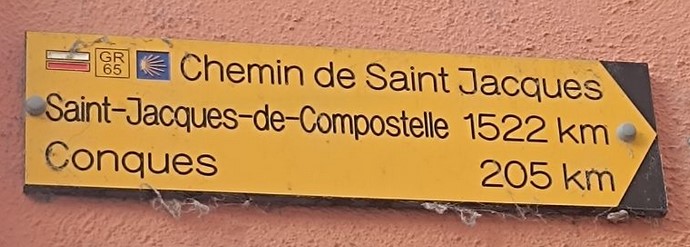 GR
65
Chemin de Saint Jacques
Saint-Jacques-de-Compostelle 1522 km
Conques 205 km